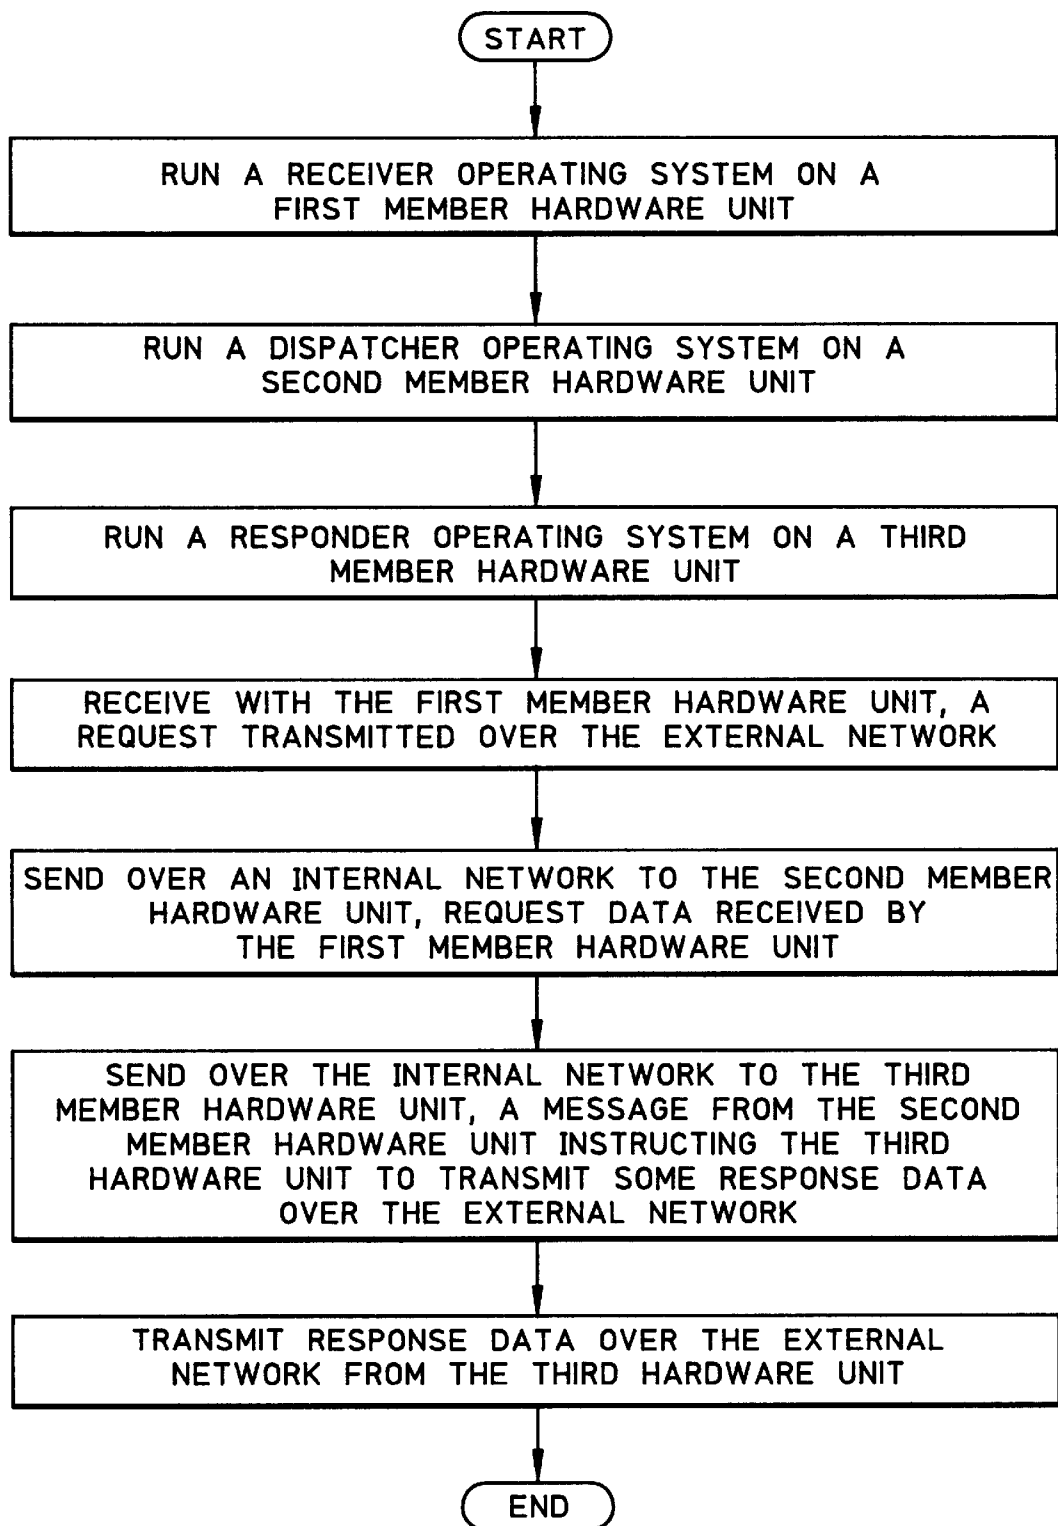 START
RUN A RECEIVER OPERATING SYSTEM ON A
FIRST MEMBER HARDWARE UNIT
RUN A DISPATCHER OPERATING SYSTEM ON A
SECOND MEMBER HARDWARE UNIT
RUN A RESPONDER OPERATING SYSTEM ON A THIRD
MEMBER HARDWARE UNIT
RECEIVE WITH THE FIRST MEMBER HARDWARE UNIT, A
REQUEST TRANSMITTED OVER THE EXTERNAL NETWORK
SEND OVER AN INTERNAL NETWORK TO THE SECOND MEMBER
HARDWARE UNIT, REQUEST DATA RECEIVED BY
THE FIRST MEMBER HARDWARE UNIT
SEND OVER THE INTERNAL NETWORK TO THE THIRD
MEMBER HARDWARE UNIT, A MESSAGE FROM THE SECOND
MEMBER HARDWARE UNIT INSTRUCTING THE THIRD
HARDWARE UNIT TO TRANSMIT SOME RESPONSE DATA
OVER THE EXTERNAL NETWORK
TRANSMIT RESPONSE DATA OVER THE EXTERNAL
NETWORK FROM THE THIRD HARDWARE UNIT
END